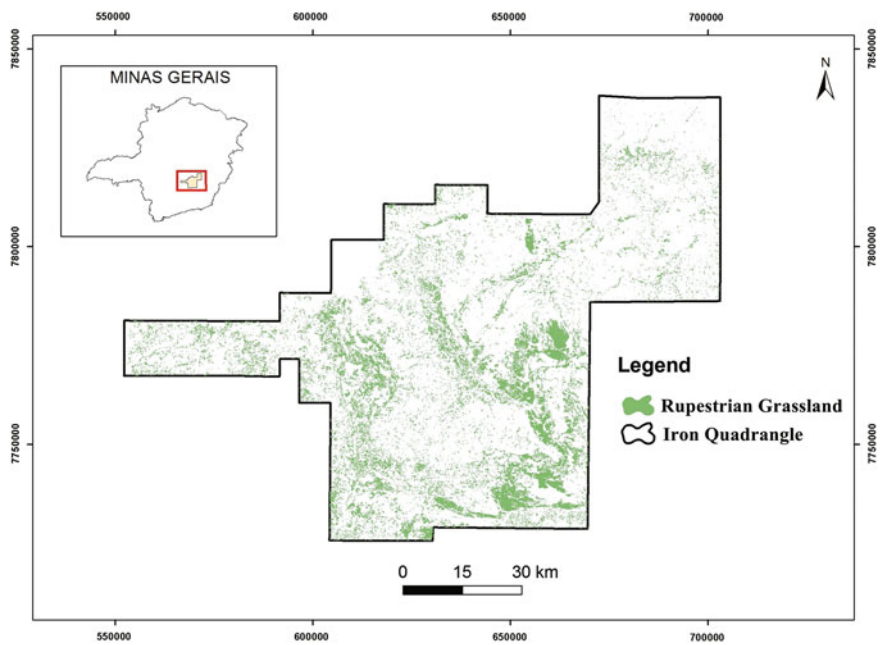 550000 600000 650000 700000
7850000
7850000
MINAS GERAIS
N
7800000
7800000
Legend
Rupestrian Grassland
Iron Quadrangle
7750000
7750000
0 15 30 km
550000 600000 650000 700000